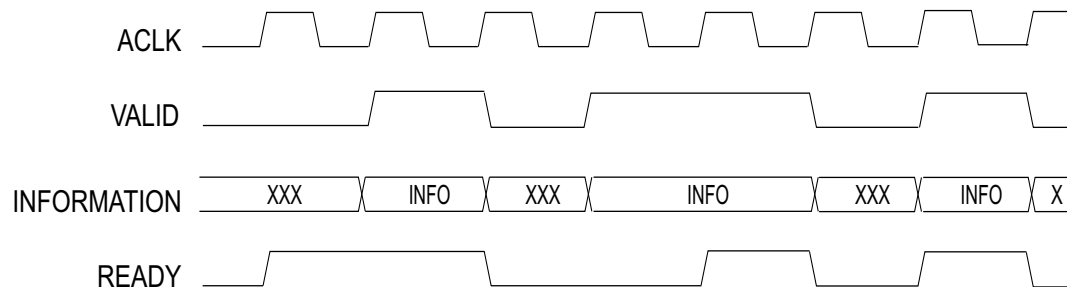 ACLK
VALID
INFORMATION XXX INFO XXX INFO XXX INFO X
READY